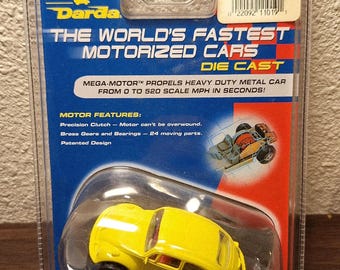 Darda
22092 11019
THE WORLD'S FASTEST
MOTORIZED CARS
DIE CAST
MEGA-MOTOR™ PROPELS HEAVY DUTY METAL CAR
FROM 0 TO 520 SCALE MPH IN SECONDS!
MOTOR FEATURES:
Precision Clutch — Motor can't be overwound.
Brass Gears and Bearings — 24 moving parts.
Patented Design